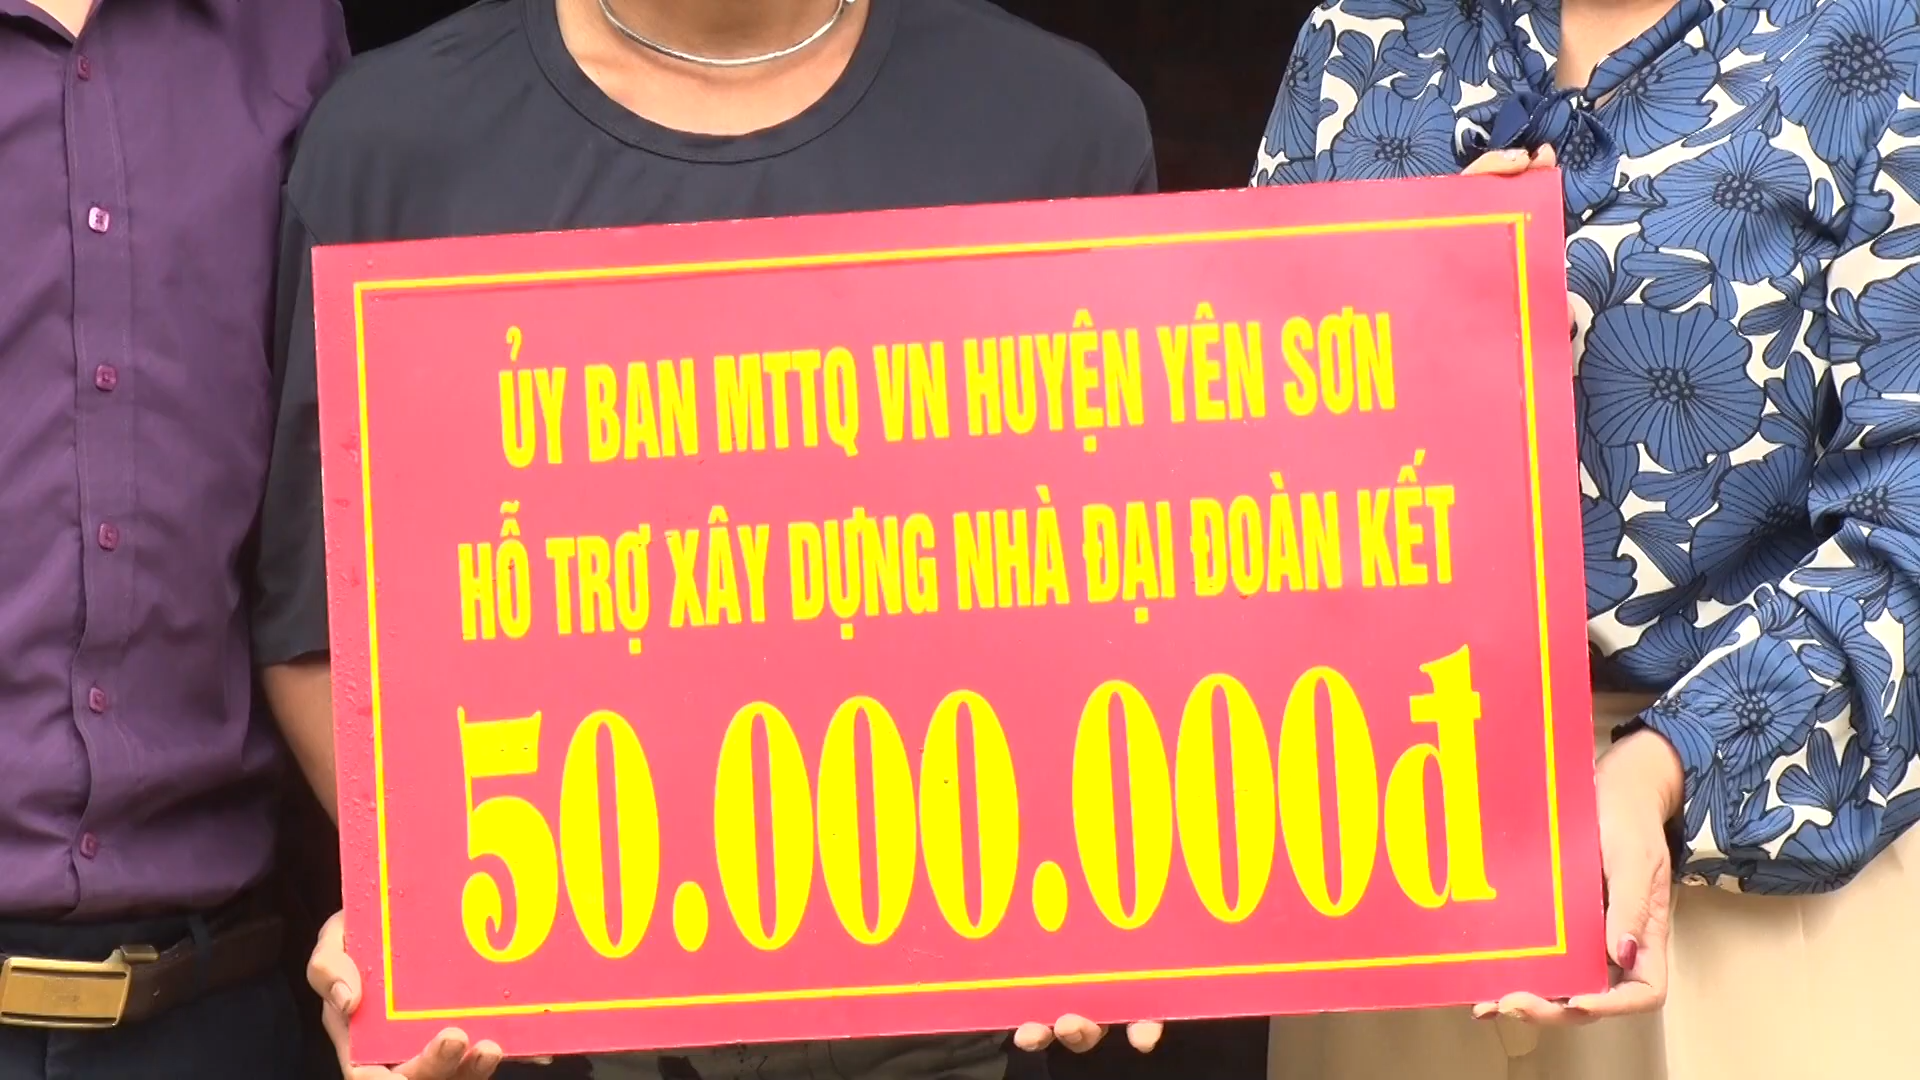 ỦY BAN MTTQ VN HUYỆN YÊN SƠN
HỖ TRỢ XÂY DỰNG NHÀ ĐẠI ĐOÀN KẾT
50.000.000đ